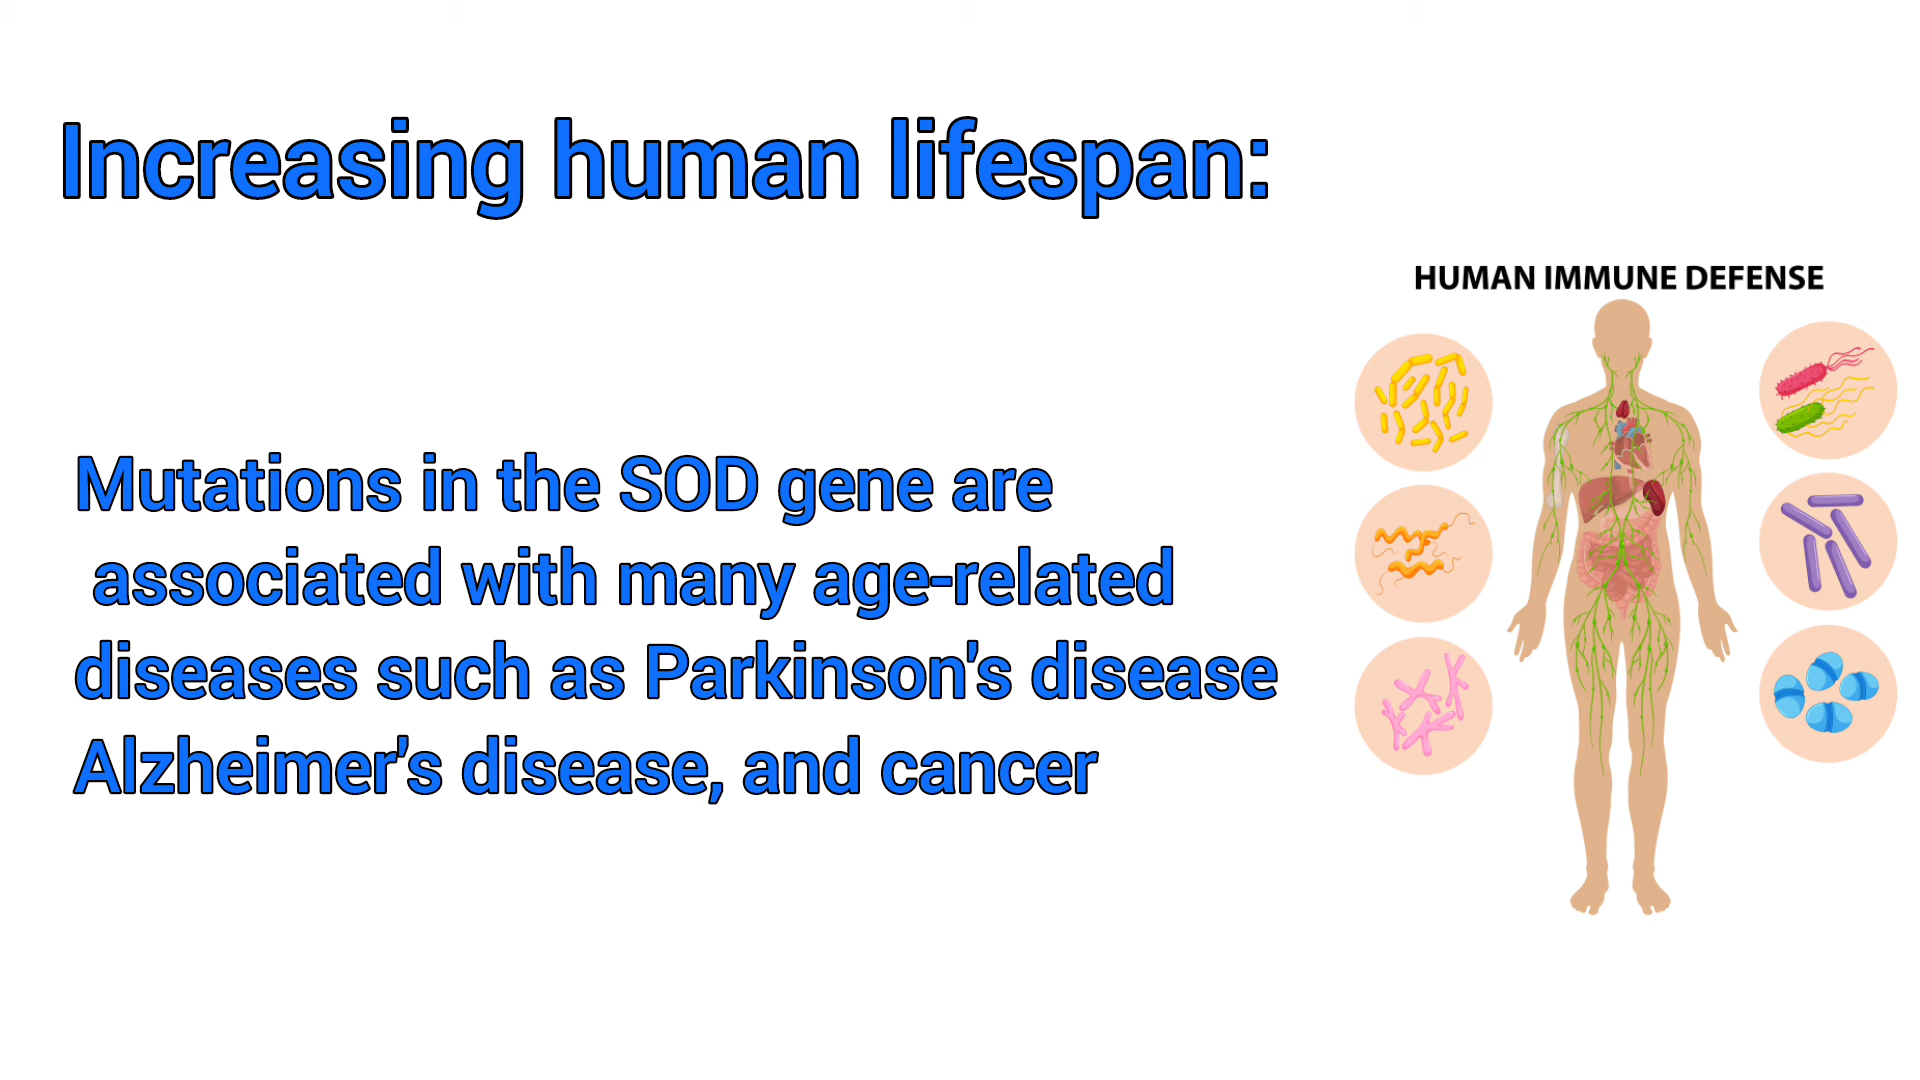 Increasing human lifespan:
HUMAN IMMUNE DEFENSE
Mutations in the SOD gene are
associated with many age-related
diseases such as Parkinson's disease
Alzheimer's disease, and cancer